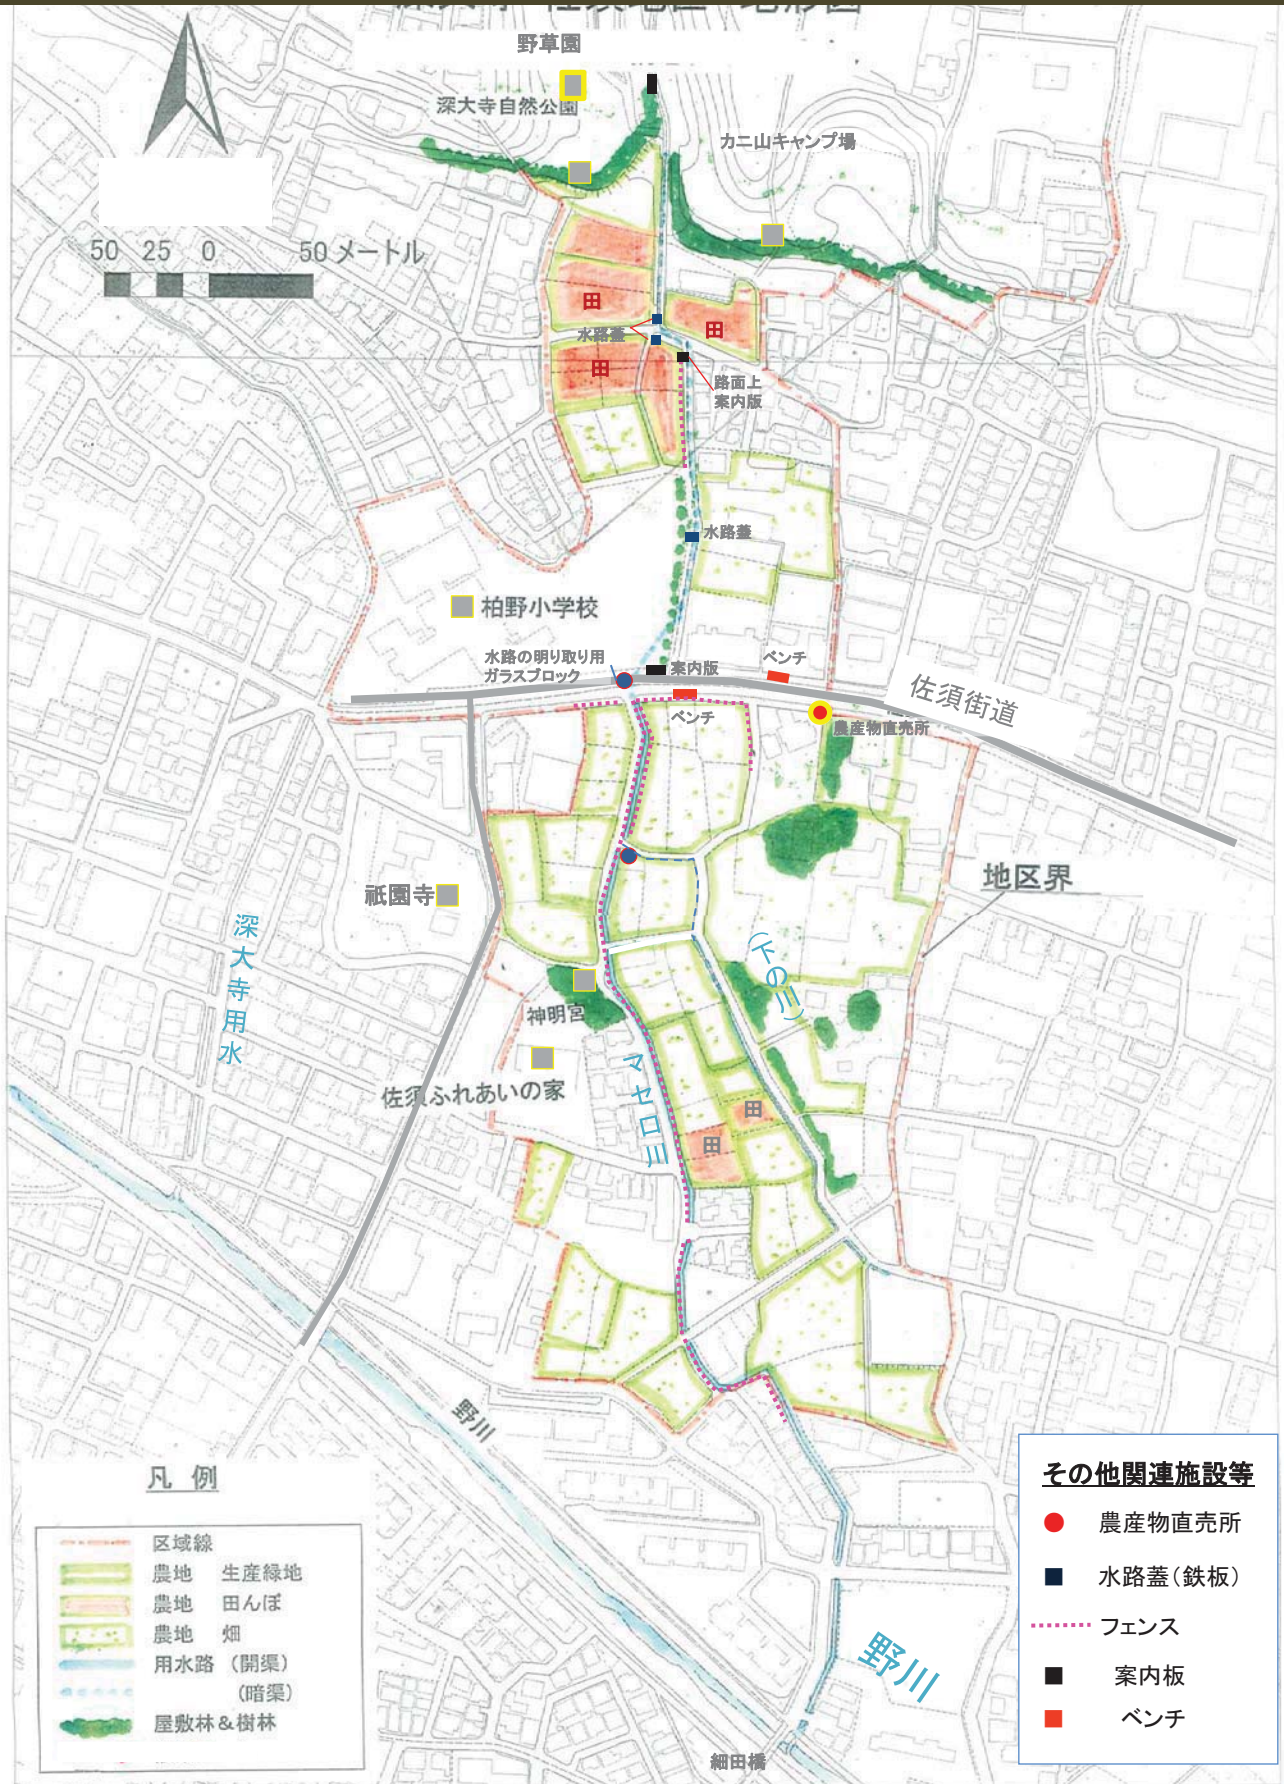 野草園
深大寺自然公園
カニ山キャンプ場
50 25 0 50 メートル
田
田
水路蓋
田
路面上
案内版
水路蓋
柏野小学校
水路の明り取り用
ガラスブロック
案内版
ベンチ
佐須街道
ベンチ
農産物直売所
地区界
祇園寺
深大寺用水
(下の川)
神明宮
マセロ川
佐須ふれあいの家
田
田
野川
凡 例
区域線
農地 生産緑地
農地 田んぼ
農地 畑
用水路 (開渠)
(暗渠)
屋敷林&樹林
その他関連施設等
農産物直売所
水路蓋(鉄板)
フェンス
案内板
ベンチ
野川
細田橋